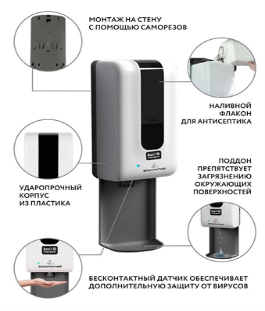 МОНТАЖ НА СТЕНУ
С ПОМОЩЬЮ САМОРЕЗОВ
НАЛИВНОЙ
ФЛАКОН
ДЛЯ АНТИСЕПТИКА
УДАРОПРОЧНЫЙ
КОРПУС
ИЗ ПЛАСТИКА
ПОДДОН
ПРЕПЯТСТВУЕТ
ЗАГРЯЗНЕНИЮ
ОКРУЖАЮЩИХ
ПОВЕРХНОСТЕЙ
БЕСКОНТАКТНЫЙ ДАТЧИК ОБЕСПЕЧИВАЕТ
ДОПОЛНИТЕЛЬНУЮ ЗАЩИТУ ОТ ВИРУСОВ